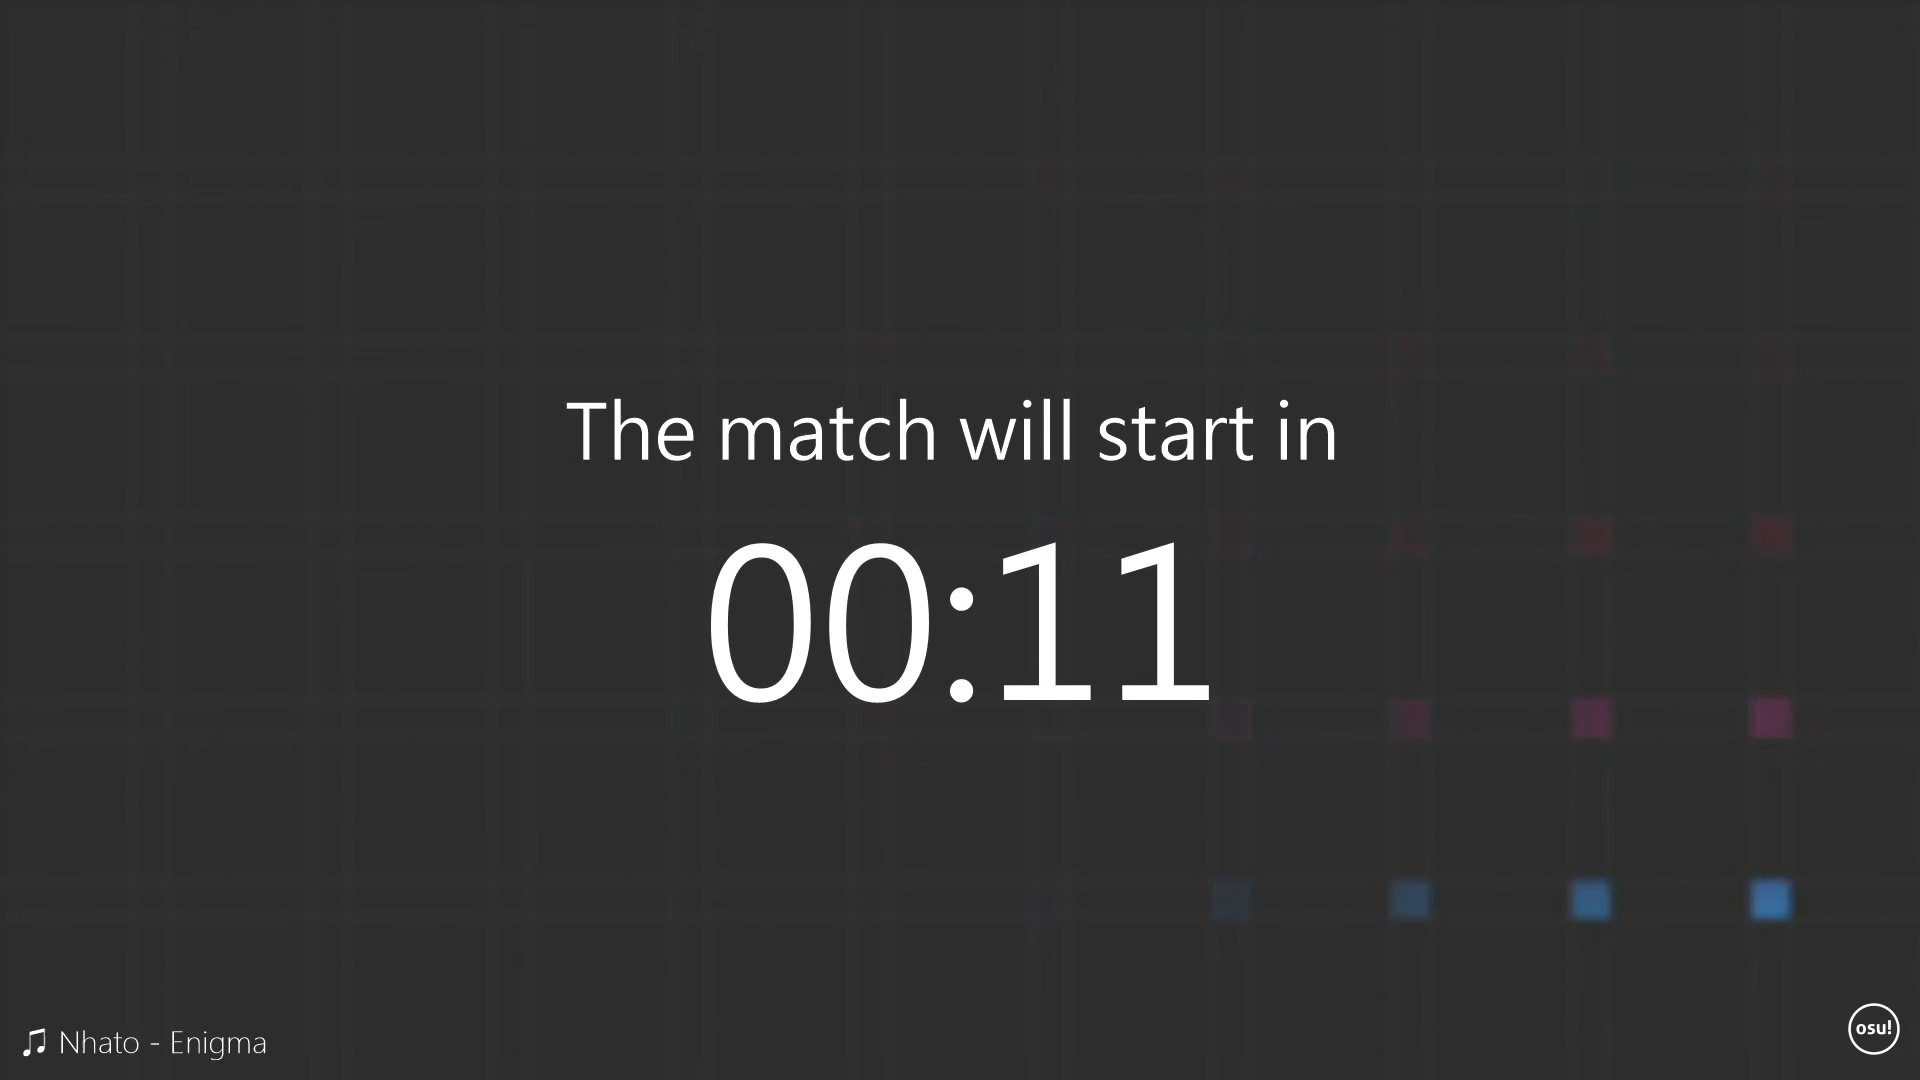 The match will start in
00:11
Nhato - Enigma
osu!